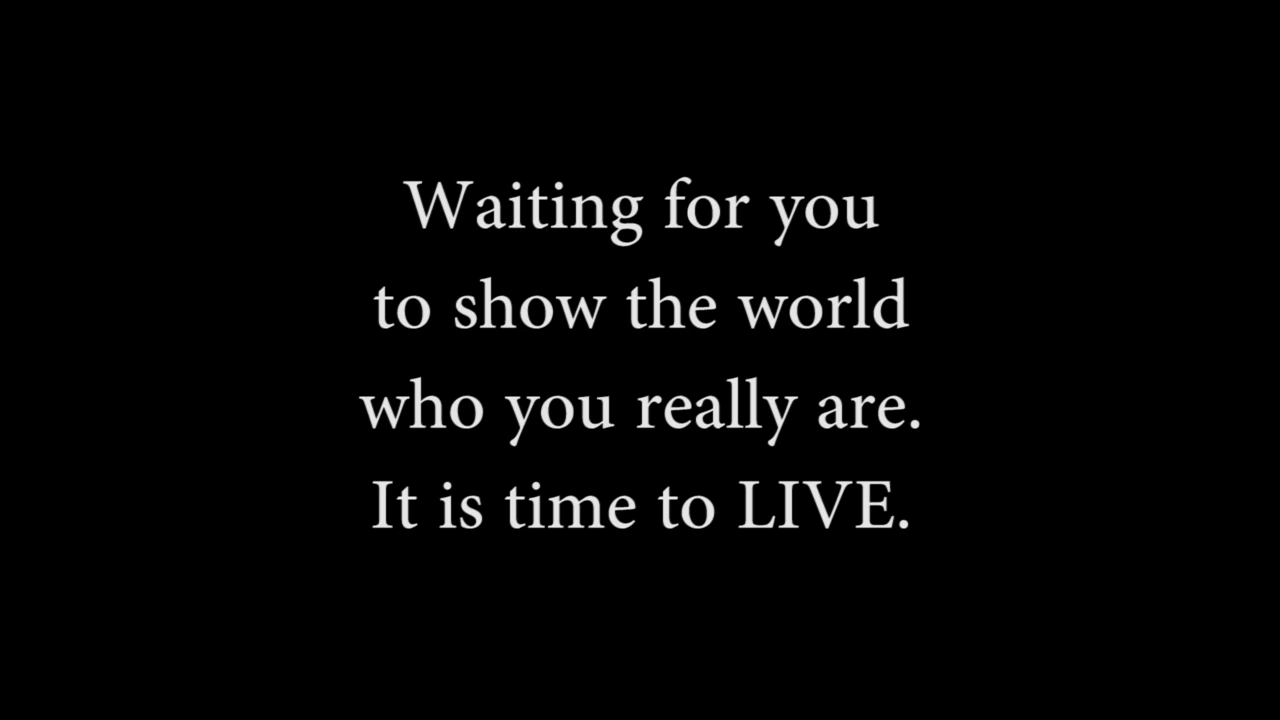 Waiting for you
to show the world
who you really are.
It is time to LIVE.